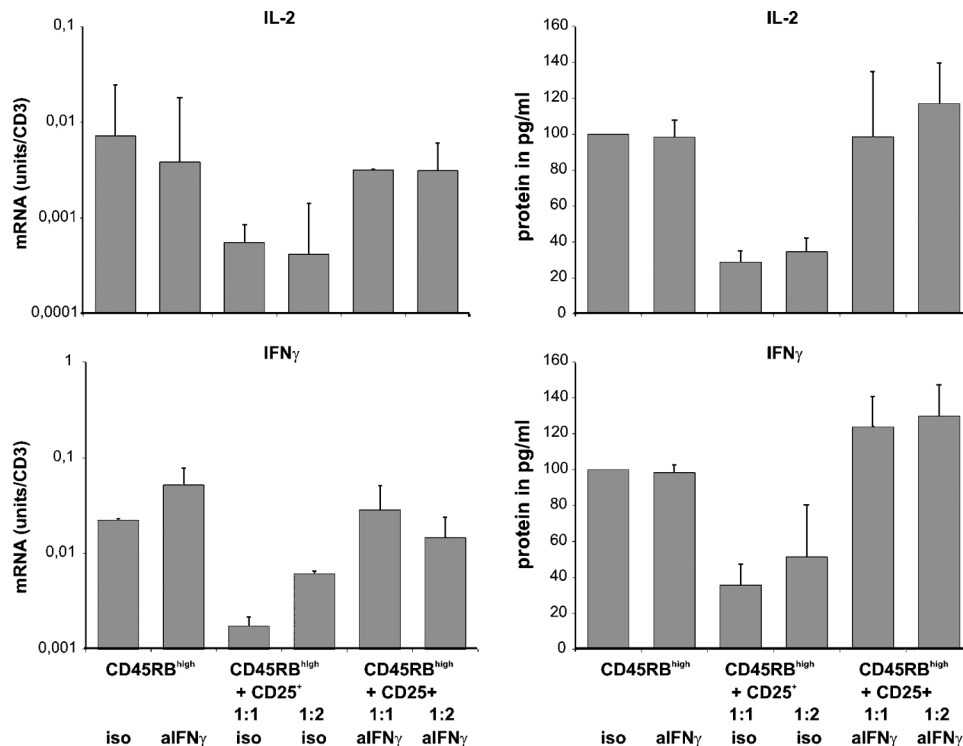 IL-2
mRNA (units/CD3)
0,1
0,01
0,001
0,0001
IL-2
protein in pg/ml
160
140
120
100
80
60
40
20
0
IFNγ
mRNA (units/CD3)
1
0,1
0,01
0,001
CD45RBhigh CD45RBhigh CD45RBhigh
+ CD25+ + CD25+
1:1 1:2 1:1 1:2
iso aIFNγ iso iso aIFNγ aIFNγ
IFNγ
protein in pg/ml
160
140
120
100
80
60
40
20
0
CD45RBhigh CD45RBhigh CD45RBhigh
+ CD25+ + CD25+
1:1 1:2 1:1 1:2
iso aIFNγ iso iso aIFNγ aIFNγ